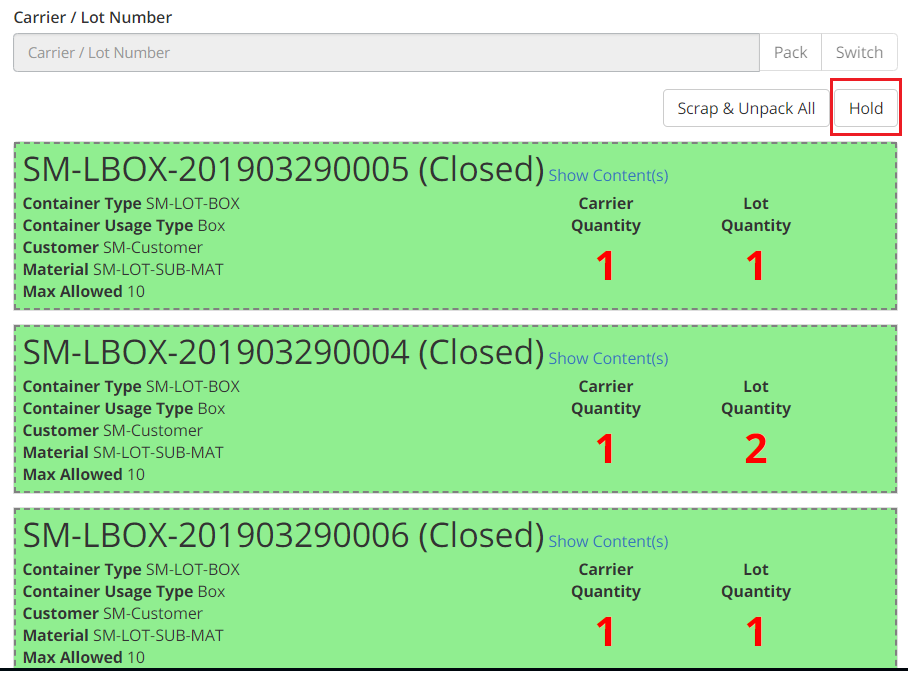 Carrier / Lot Number
Carrier / Lot Number Pack Switch
Scrap & Unpack All Hold
SM-LBOX-201903290005 (Closed) Show Content(s)
Container Type SM-LOT-BOX Carrier Lot
Container Usage Type Box Quantity Quantity
Customer SM-Customer
Material SM-LOT-SUB-MAT 1 1
Max Allowed 10
SM-LBOX-201903290004 (Closed) Show Content(s)
Container Type SM-LOT-BOX Carrier Lot
Container Usage Type Box Quantity Quantity
Customer SM-Customer
Material SM-LOT-SUB-MAT 1 2
Max Allowed 10
SM-LBOX-201903290006 (Closed) Show Content(s)
Container Type SM-LOT-BOX Carrier Lot
Container Usage Type Box Quantity Quantity
Customer SM-Customer
Material SM-LOT-SUB-MAT 1 1
Max Allowed 10